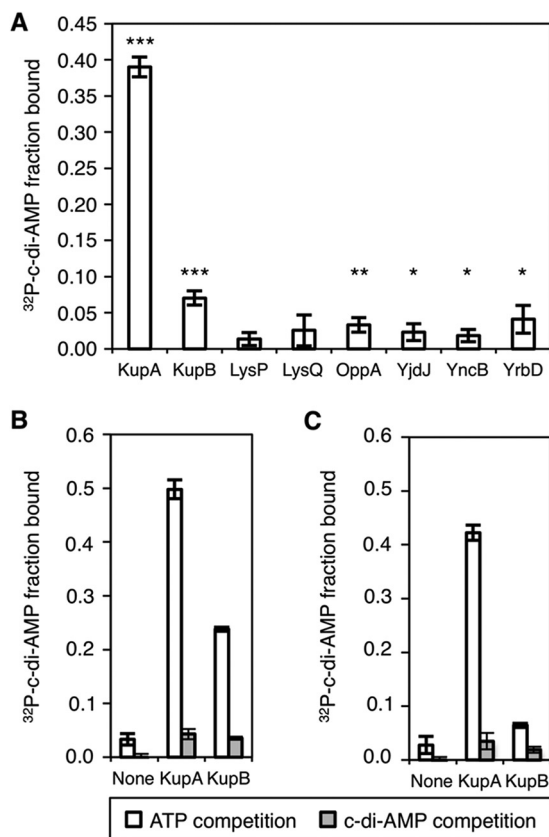 A
³²P-c-di-AMP fraction bound
0.45
0.40
0.35
0.30
0.25
0.20
0.15
0.10
0.05
0.00
*** *** ** * * *
KupA KupB LysP LysQ OppA YjdJ YncB YrbD
B
³²P-c-di-AMP fraction bound
0.6
0.5
0.4
0.3
0.2
0.1
0.0
None KupA KupB
C
³²P-c-di-AMP fraction bound
0.6
0.5
0.4
0.3
0.2
0.1
0.0
None KupA KupB
ATP competition c-di-AMP competition